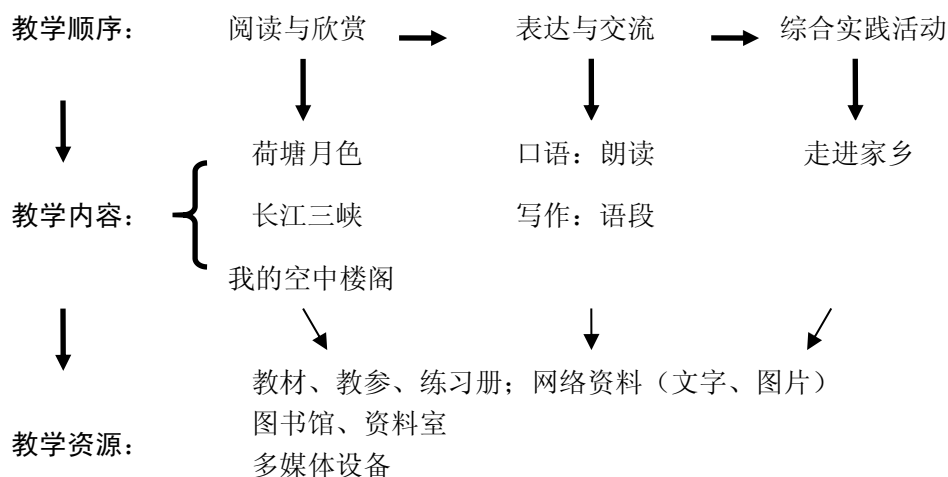 教学顺序： 阅读与欣赏 表达与交流 综合实践活动
荷塘月色 口语：朗读 走进家乡
教学内容： 长江三峡 写作：语段
我的空中楼阁
教材、教参、练习册；网络资料（文字、图片）
图书馆、资料室
教学资源：
多媒体设备